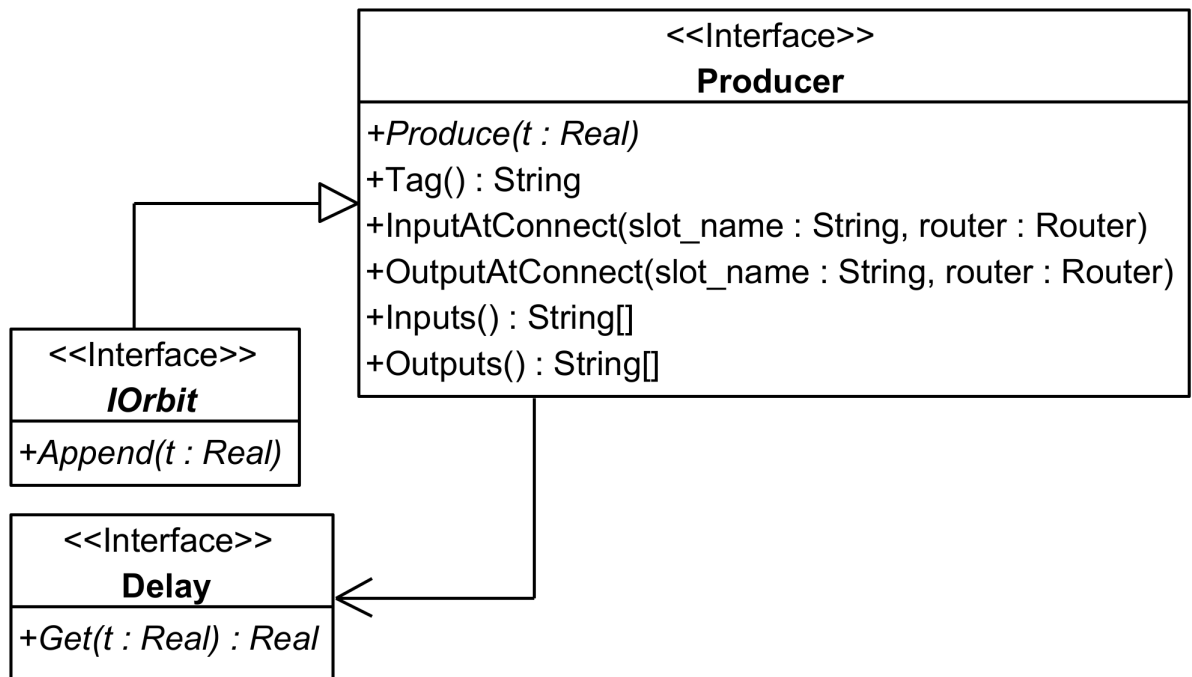 <<Interface>>
Producer
+Produce(t : Real)
+Tag() : String
+InputAtConnect(slot_name : String, router : Router)
+OutputAtConnect(slot_name : String, router : Router)
+Inputs() : String[]
+Outputs() : String[]
<<Interface>>
IOrbit
+Append(t : Real)
<<Interface>>
Delay
+Get(t : Real) : Real